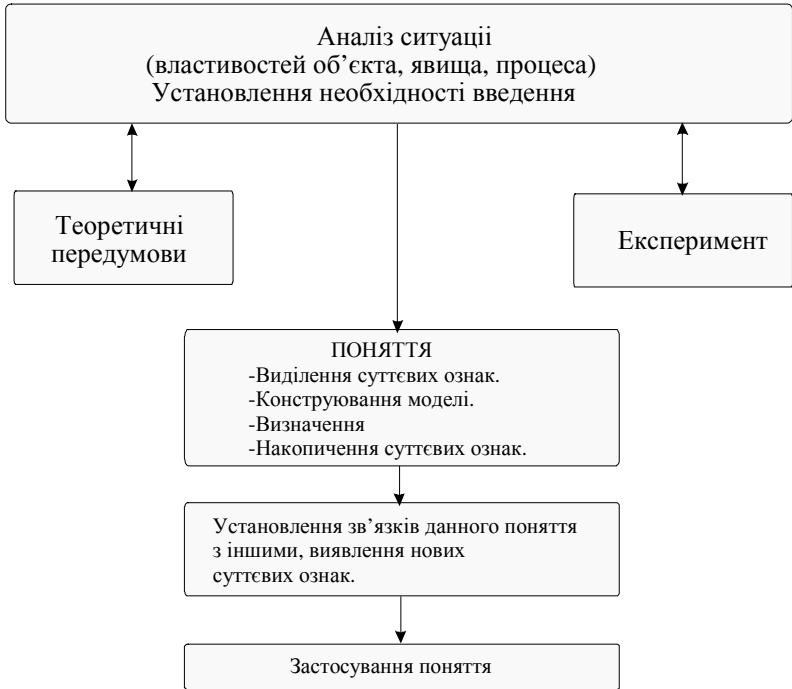 Аналіз ситуаціі
(властивостей об’єкта, явища, процеса)
Установлення необхідності введення
Теоретичні
передумови
Експеримент
ПОНЯТТЯ
-Виділення суттєвих ознак.
-Конструювання моделі.
-Визначення
-Накопичення суттєвих ознак.
Установлення зв’язків данного поняття
з іншими, виявлення нових
суттєвих ознак.
Застосування поняття